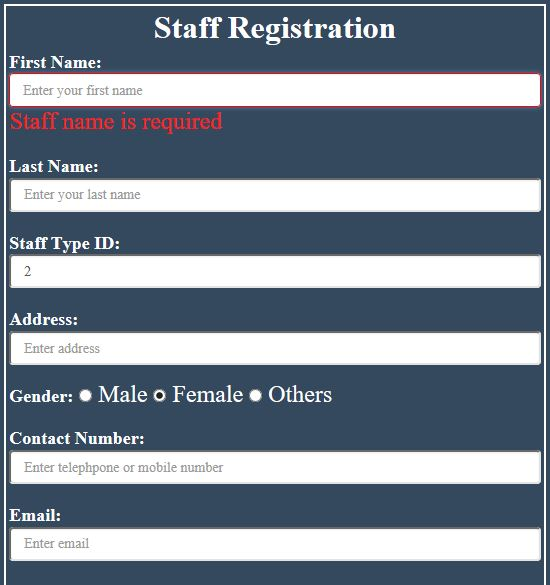 Staff Registration
First Name:
Enter your first name
Staff name is required
Last Name:
Enter your last name
Staff Type ID:
2
Address:
Enter address
Gender: Male Female Others
Contact Number:
Enter telephpone or mobile number
Email:
Enter email